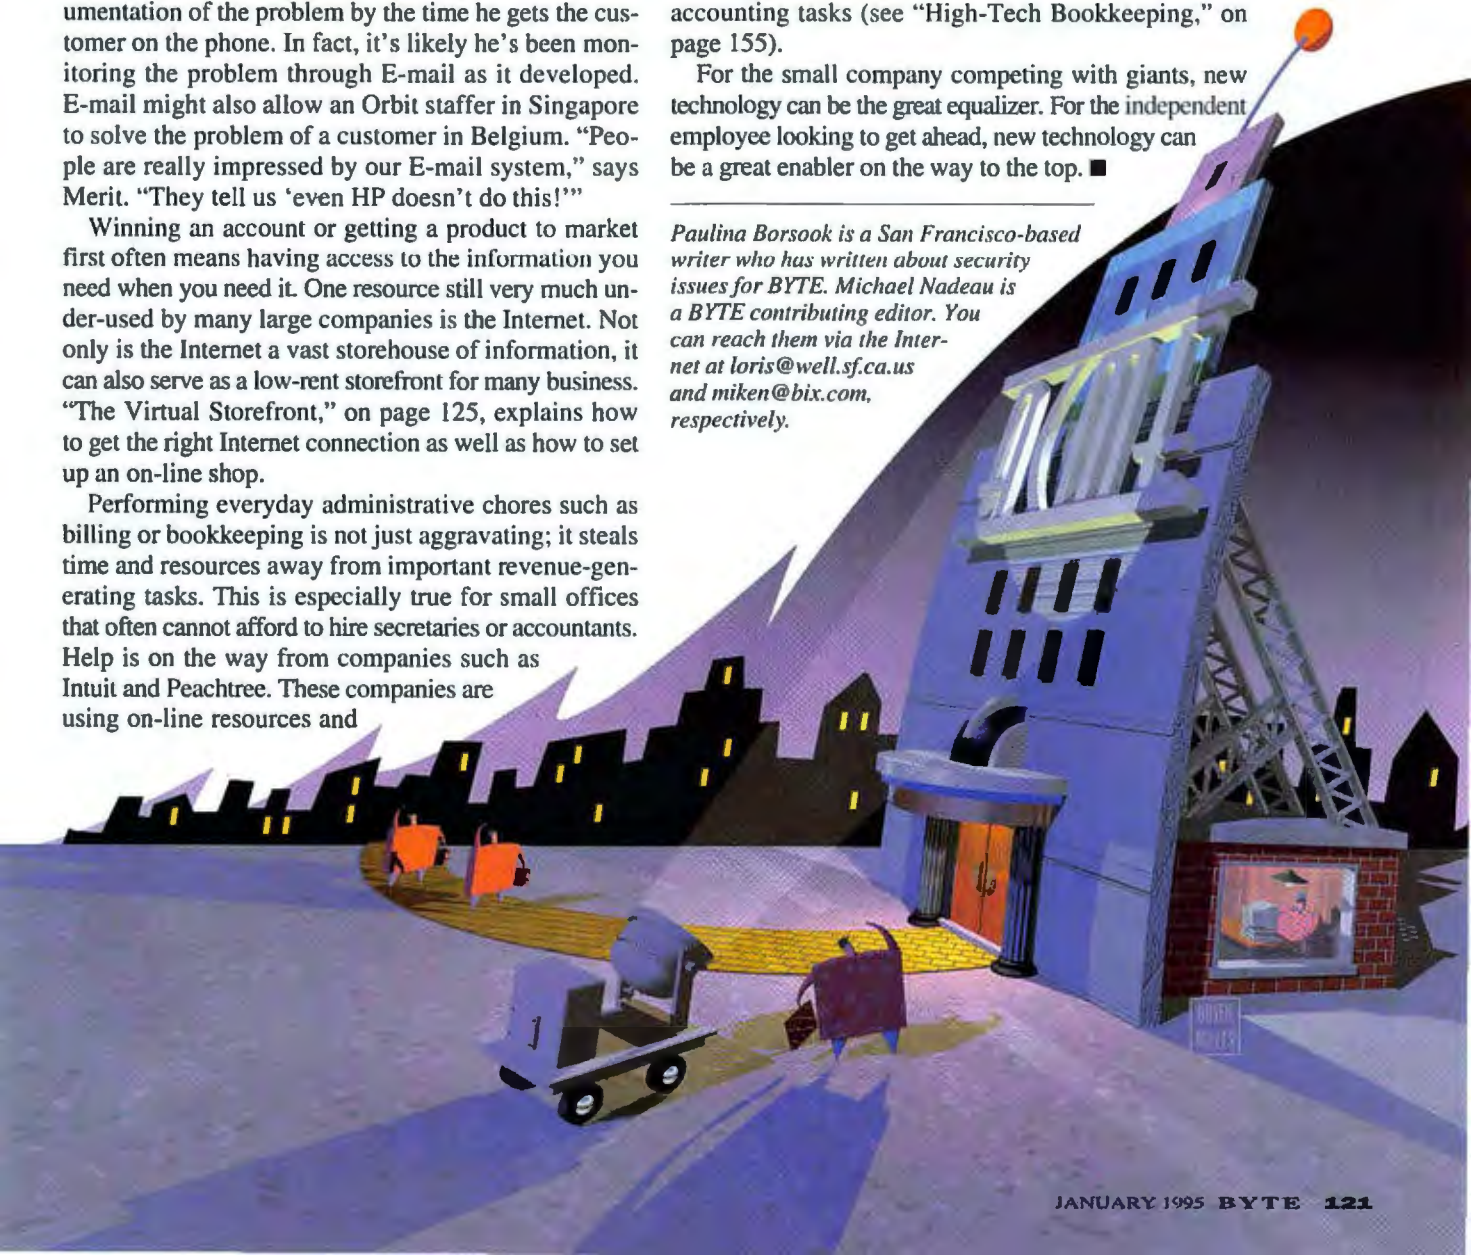 umentation of the problem by the time he gets the cus-
tomer on the phone. In fact, it's likely he's been mon-
itoring the problem through E-mail as it developed.
E-mail might also allow an Orbit staffer in Singapore
to solve the problem of a customer in Belgium. “Peo-
ple are really impressed by our E-mail system,” says
Merit. “They tell us ‘even HP doesn't do this!’”
Winning an account or getting a product to market
first often means having access to the information you
need when you need it. One resource still very much un-
der-used by many large companies is the Internet. Not
only is the Internet a vast storehouse of information, it
can also serve as a low-rent storefront for many business.
“The Virtual Storefront,” on page 125, explains how
to get the right Internet connection as well as how to set
up an on-line shop.
Performing everyday administrative chores such as
billing or bookkeeping is not just aggravating; it steals
time and resources away from important revenue-gen-
erating tasks. This is especially true for small offices
that often cannot afford to hire secretaries or accountants.
Help is on the way from companies such as
Intuit and Peachtree. These companies are
using on-line resources and
accounting tasks (see “High-Tech Bookkeeping,” on
page 155).
For the small company competing with giants, new
technology can be the great equalizer. For the independent
employee looking to get ahead, new technology can
be a great enabler on the way to the top. ■
Paulina Borsook is a San Francisco-based
writer who has written about security
issues for BYTE. Michael Nadeau is
a BYTE contributing editor. You
can reach them via the Inter-
net at loris@well.sf.ca.us
and miken@bix.com,
respectively.
JANUARY 1995 BYTE 121